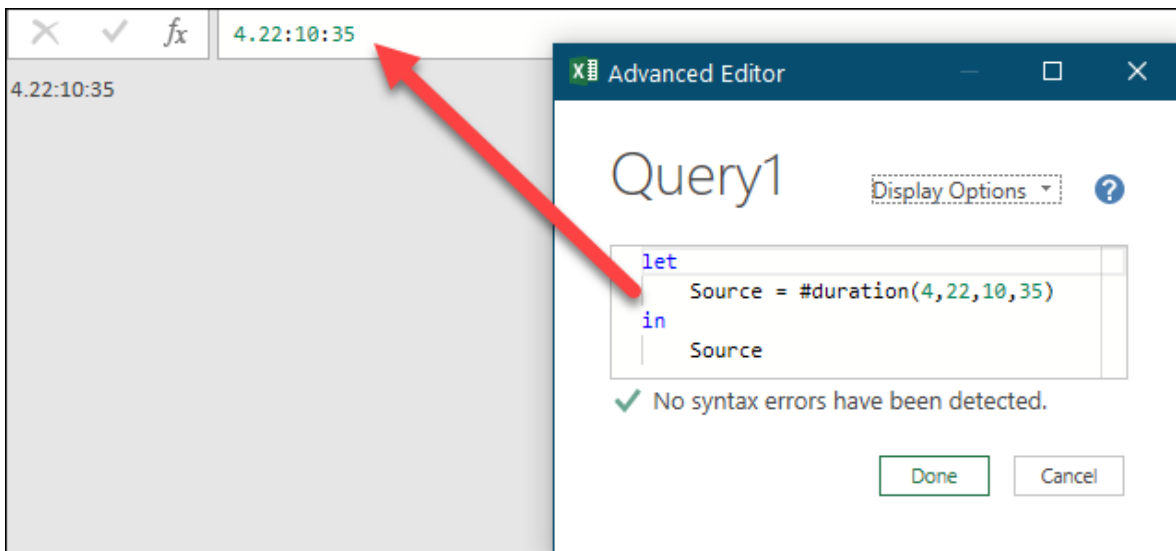 fx 4.22:10:35
4.22:10:35
Advanced Editor
Query1
Display Options
?
let
Source = #duration(4,22,10,35)
in
Source
No syntax errors have been detected.
Done Cancel